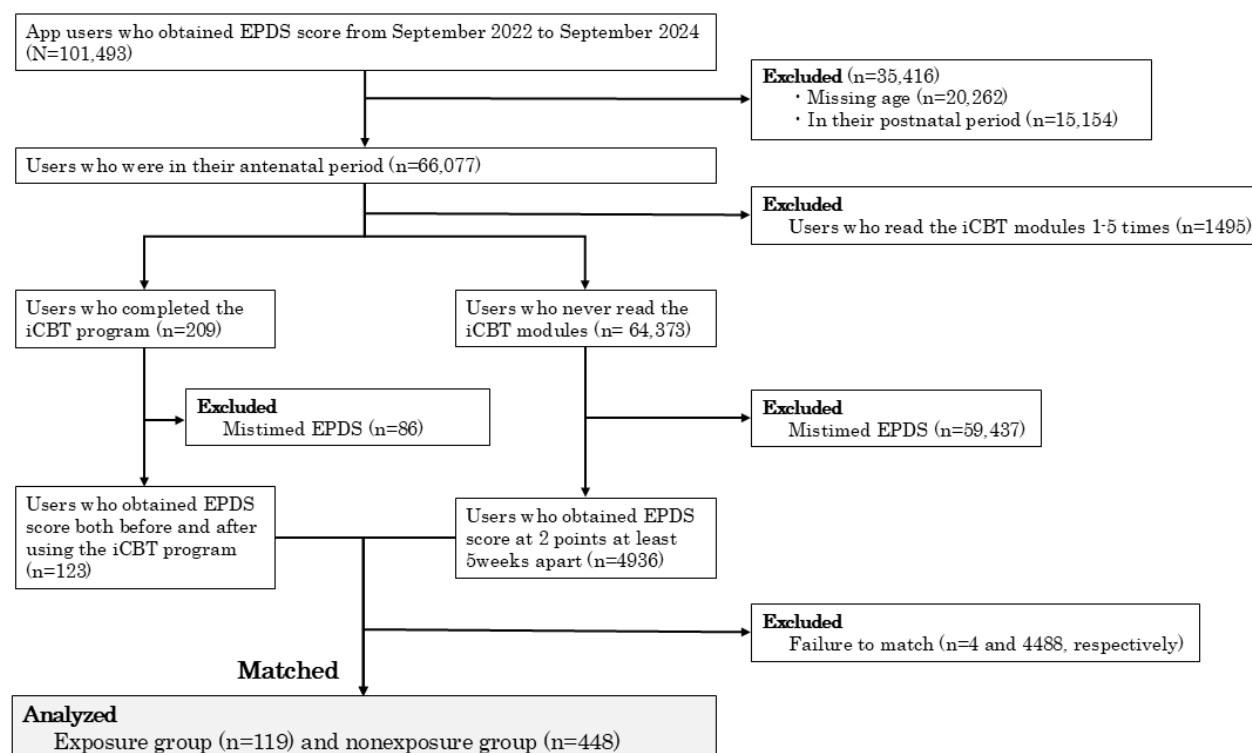 App users who obtained EPDS score from September 2022 to September 2024
(N=101,493)
Excluded (n=35,416)
・Missing age (n=20,262)
・In their postnatal period (n=15,154)
Users who were in their antenatal period (n=66,077)
Excluded
Users who read the iCBT modules 1-5 times (n=1495)
Users who completed the
iCBT program (n=209)
Users who never read the
iCBT modules (n= 64,373)
Excluded
Mistimed EPDS (n=86)
Excluded
Mistimed EPDS (n=59,437)
Users who obtained EPDS
score both before and after
using the iCBT program
(n=123)
Users who obtained EPDS
score at 2 points at least
5weeks apart (n=4936)
Excluded
Failure to match (n=4 and 4488, respectively)
Matched
Analyzed
Exposure group (n=119) and nonexposure group (n=448)